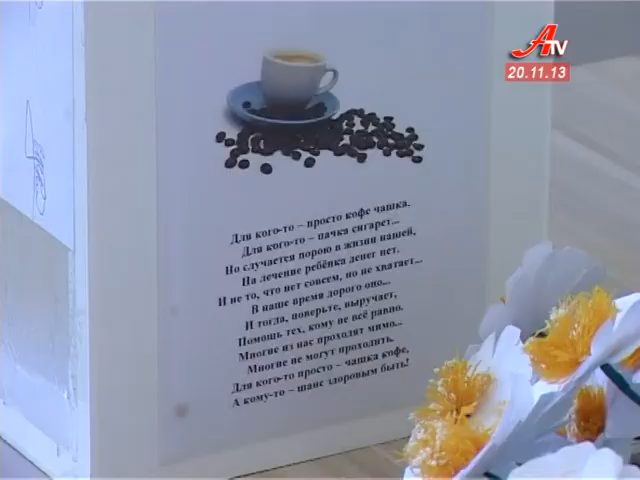 ATV
20.11.13
Для кого-то – просто кофе чашка.
Для кого-то – пачка сигарет...
Но случается порою в жизни нашей,
На лечение ребёнка денег нет.
И не то, что нет совсем, но не хватает...
В наше время дорого оно...
И тогда, поверьте, выручает,
Помощь тех, кому не всё равно.
Многие из нас проходят мимо...
Многие не могут проходить.
Для кого-то просто – чашка кофе,
А кому-то – шанс здоровым быть!